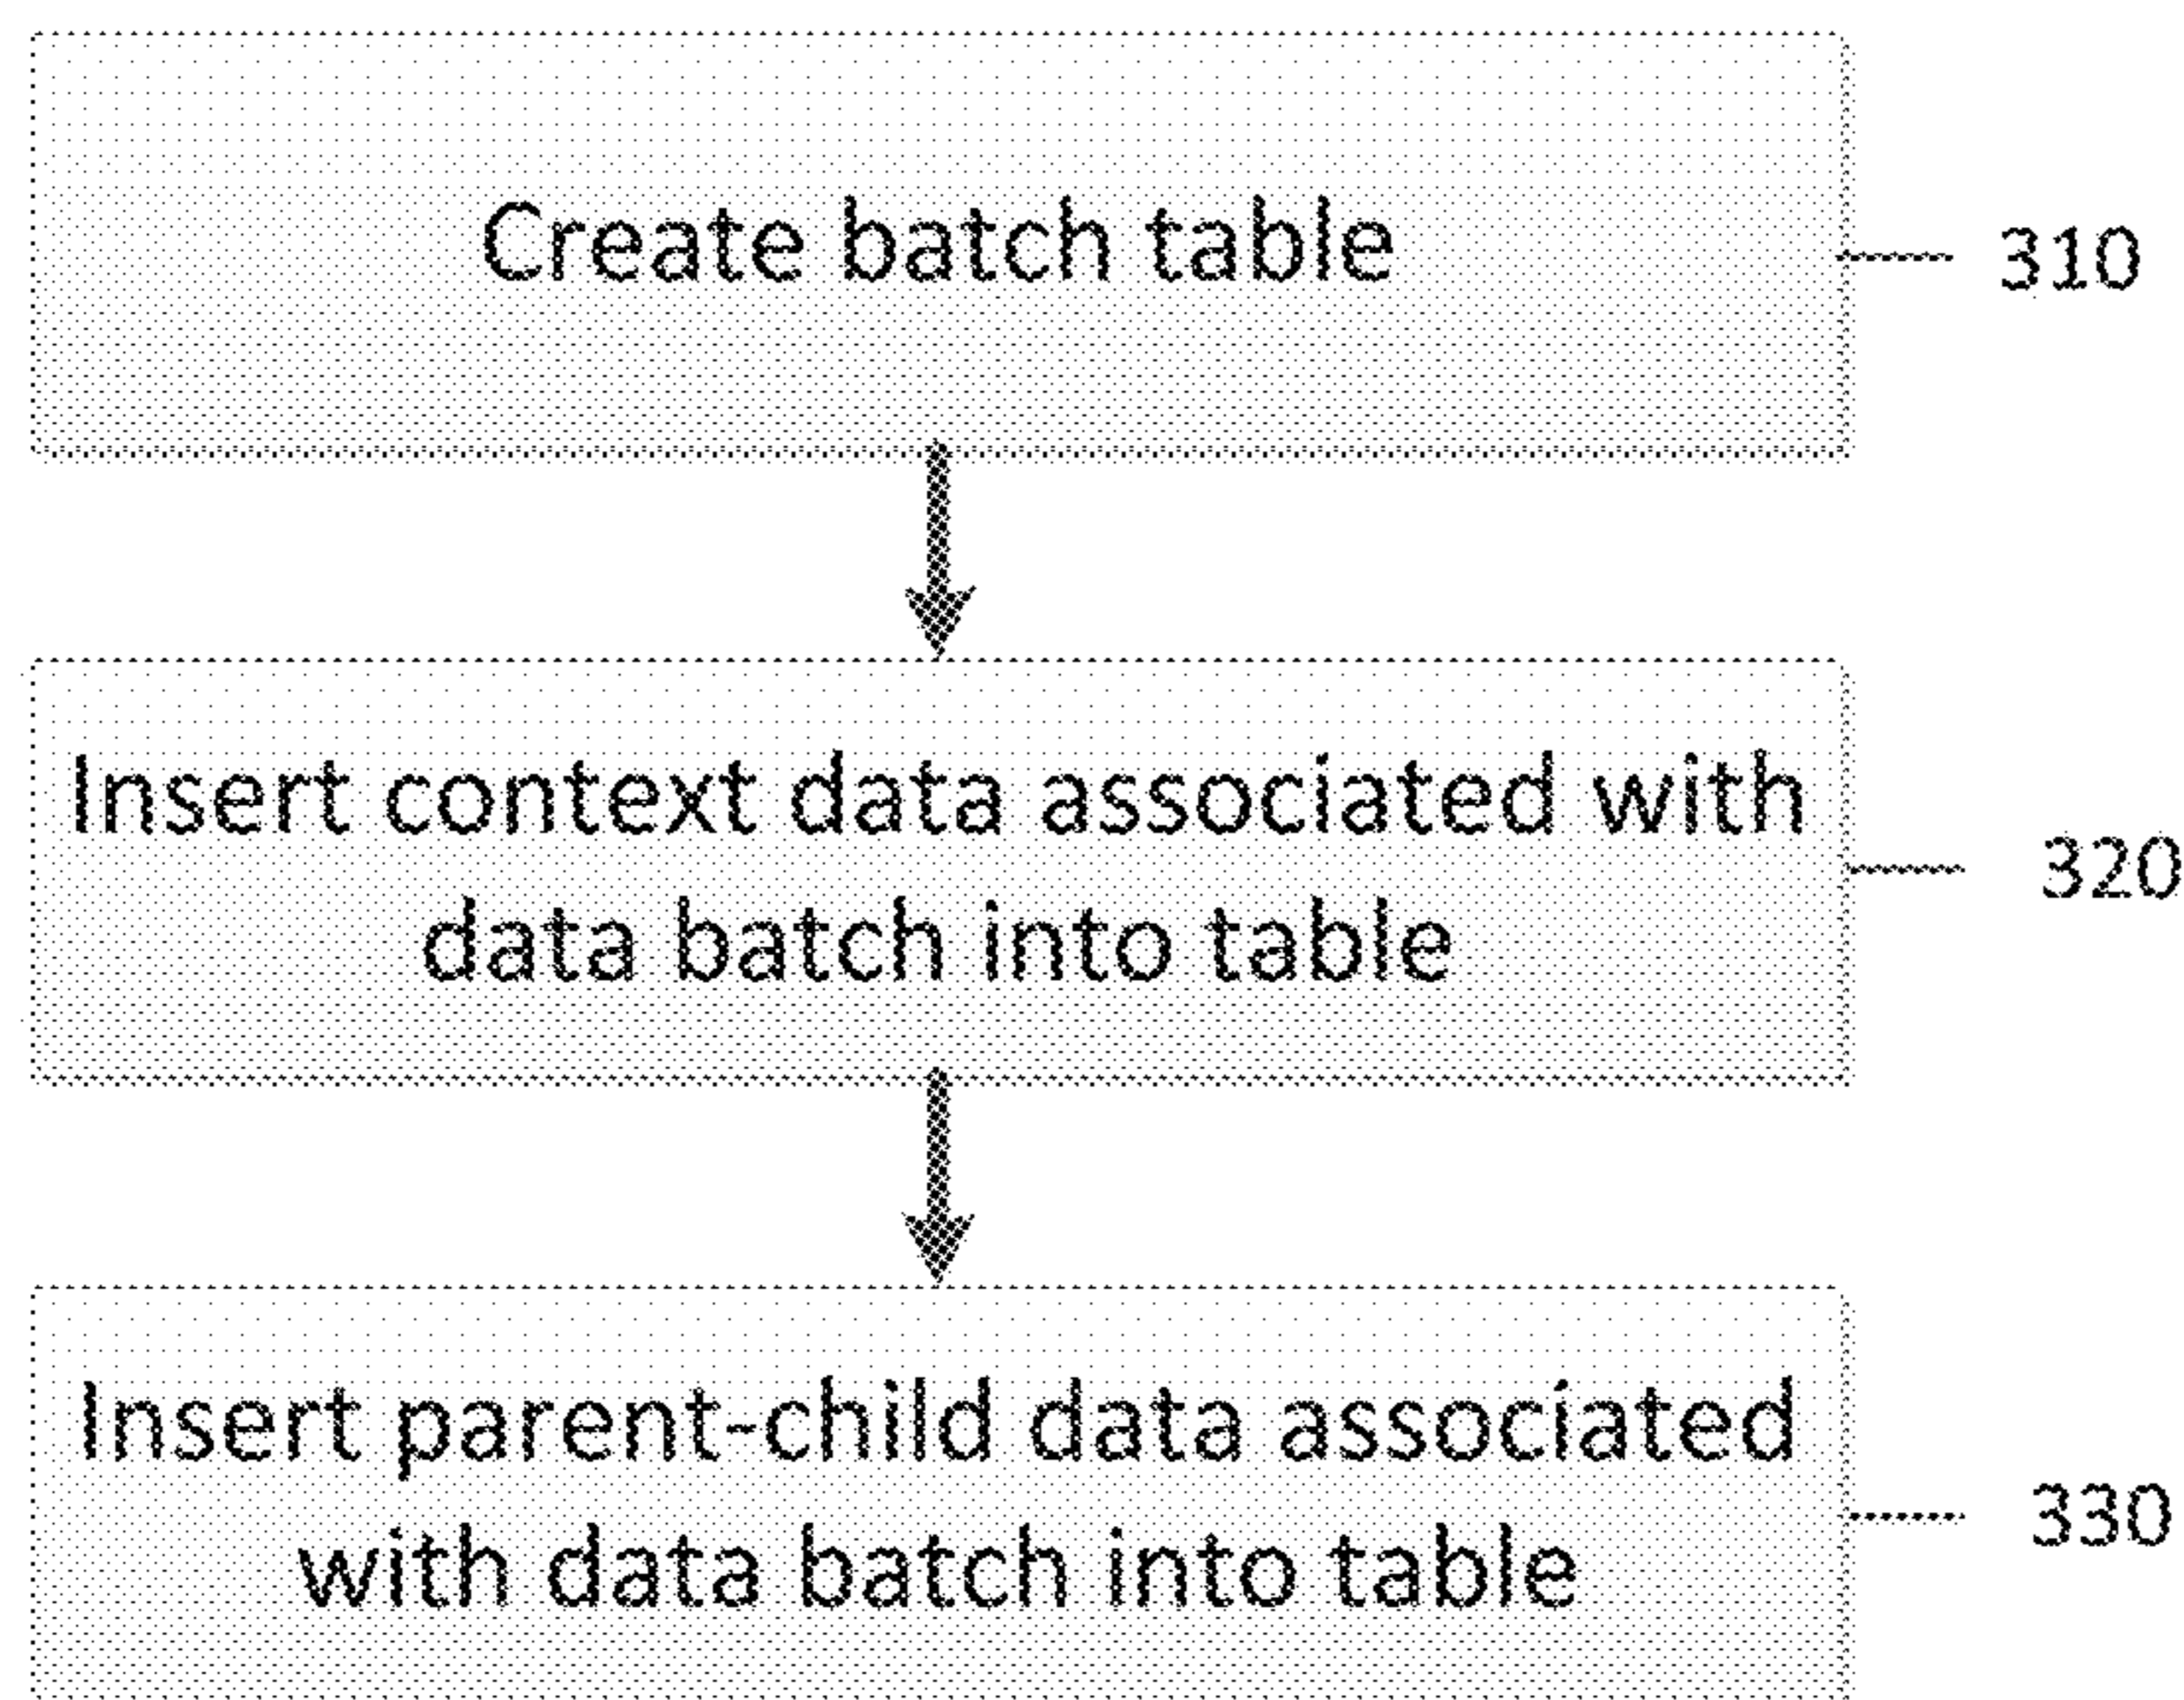 Create batch table
310
Insert context data associated with
data batch into table
320
Insert parent-child data associated
with data batch into table
330